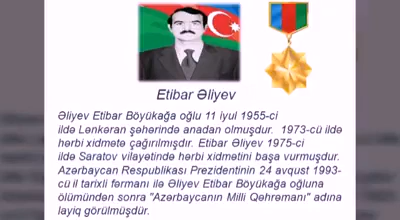 Etibar Əliyev
Əliyev Etibar Böyükağa oğlu 11 iyul 1955-ci
ildə Lənkəran şəhərində anadan olmuşdur. 1973-cü ildə
hərbi xidmətə çağırılmışdır. Etibar Əliyev 1975-ci
ildə Saratov vilayətində hərbi xidmətini başa vurmuşdur.
Azərbaycan Respublikası Prezidentinin 24 avqust 1993-
cü il tarixli fərmanı ilə Əliyev Etibar Böyükağa oğluna
ölümündən sonra "Azərbaycanın Milli Qəhrəmanı" adına
layiq görülmüşdür.